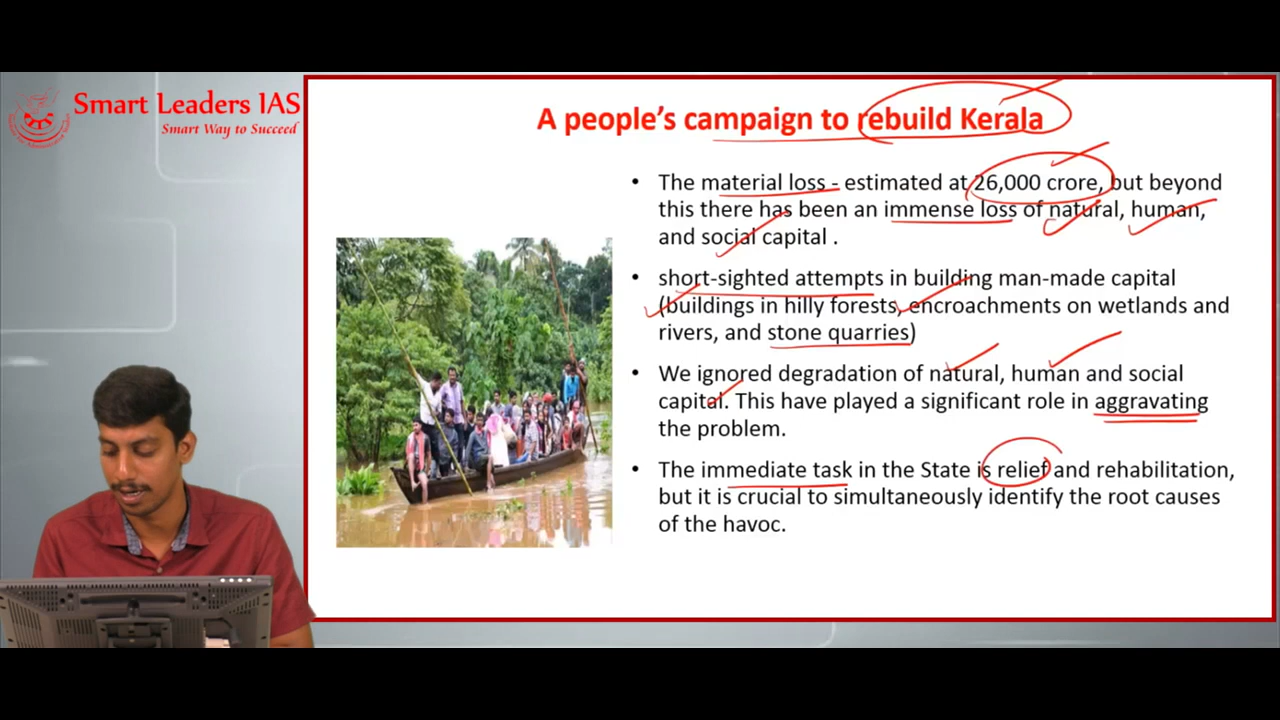 Smart Leaders IAS
Smart Way to Succeed
A people's campaign to rebuild Kerala
• The material loss - estimated at 26,000 crore, but beyond
this there has been an immense loss of natural, human,
and social capital .
• short-sighted attempts in building man-made capital
(buildings in hilly forests, encroachments on wetlands and
rivers, and stone quarries)
• We ignored degradation of natural, human and social
capital. This have played a significant role in aggravating
the problem.
• The immediate task in the State is relief and rehabilitation,
but it is crucial to simultaneously identify the root causes
of the havoc.